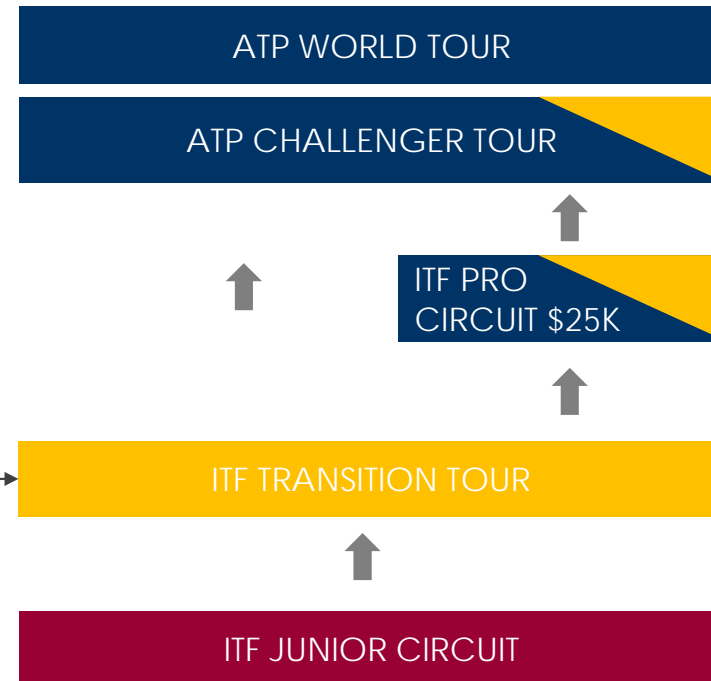 ATP WORLD TOUR
ATP CHALLENGER TOUR
ITF PRO
CIRCUIT $25K
ITF TRANSITION TOUR
ITF JUNIOR CIRCUIT